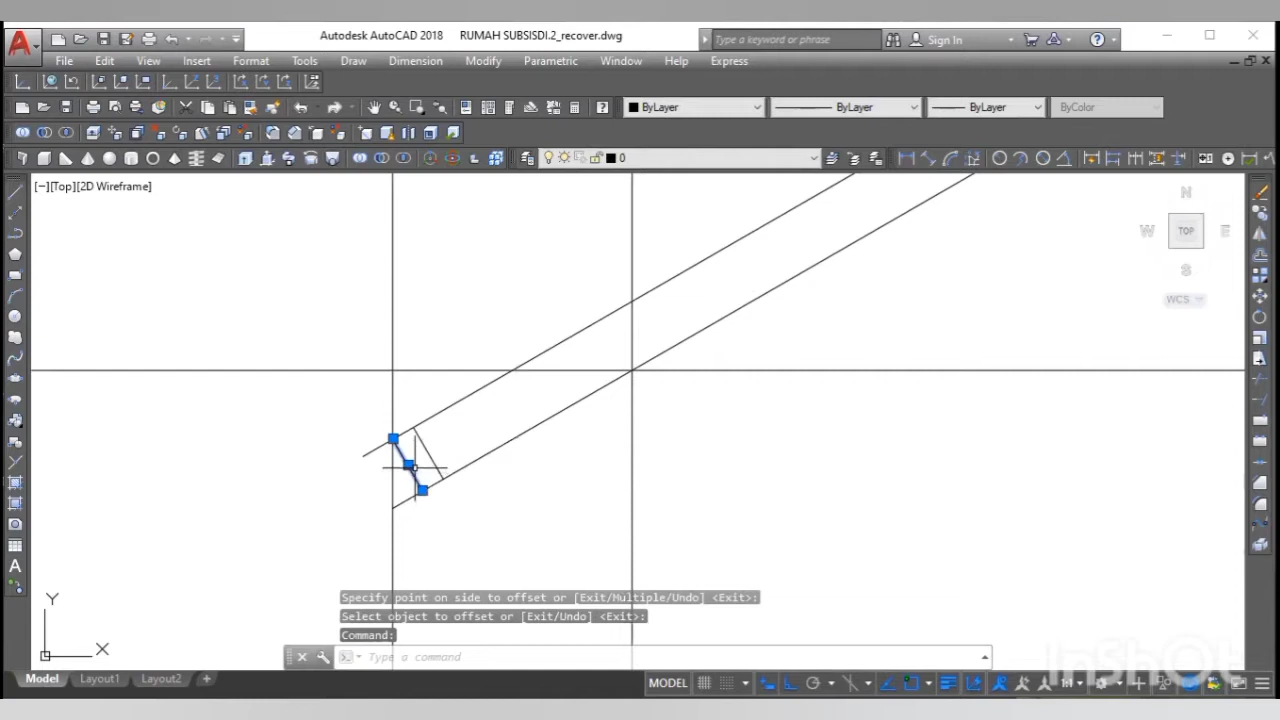 Autodesk AutoCAD 2018 RUMAH SUBSISDI.2_recover.dwg
Type a keyword or phrase
Sign In
File Edit View Insert Format Tools Draw Dimension Modify Parametric Window Help Express
ByLayer ByLayer ByLayer ByColor
0
[−][Top][2D Wireframe]
N
W TOP E
S
WCS
Specify point on side to offset or [Exit/Multiple/Undo] <Exit>:
Select object to offset or [Exit/Undo] <Exit>:
Command:
Type a command
Y
X
A
Model Layout1 Layout2 +
MODEL 1:1
InShOt